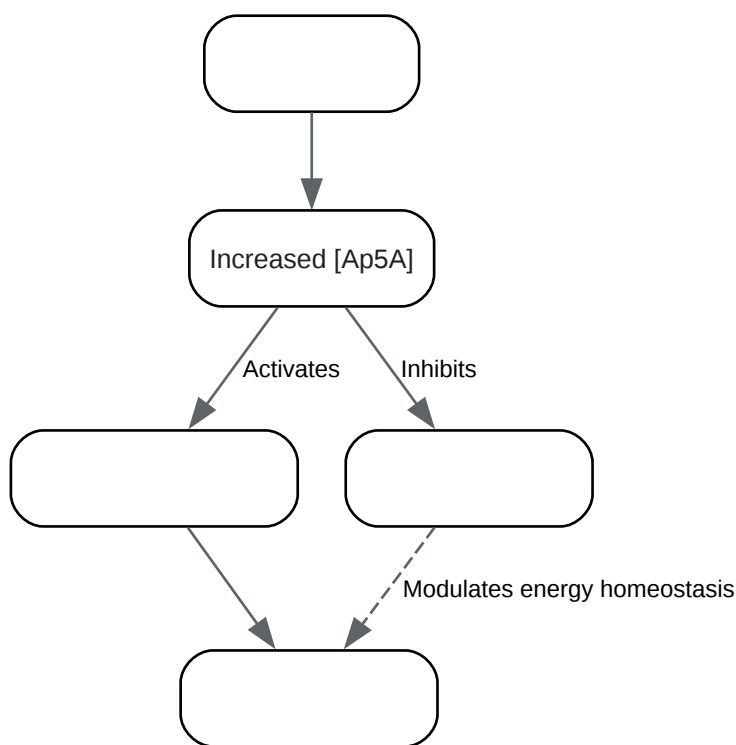 Increased [Ap5A]
Activates
Inhibits
Modulates energy homeostasis